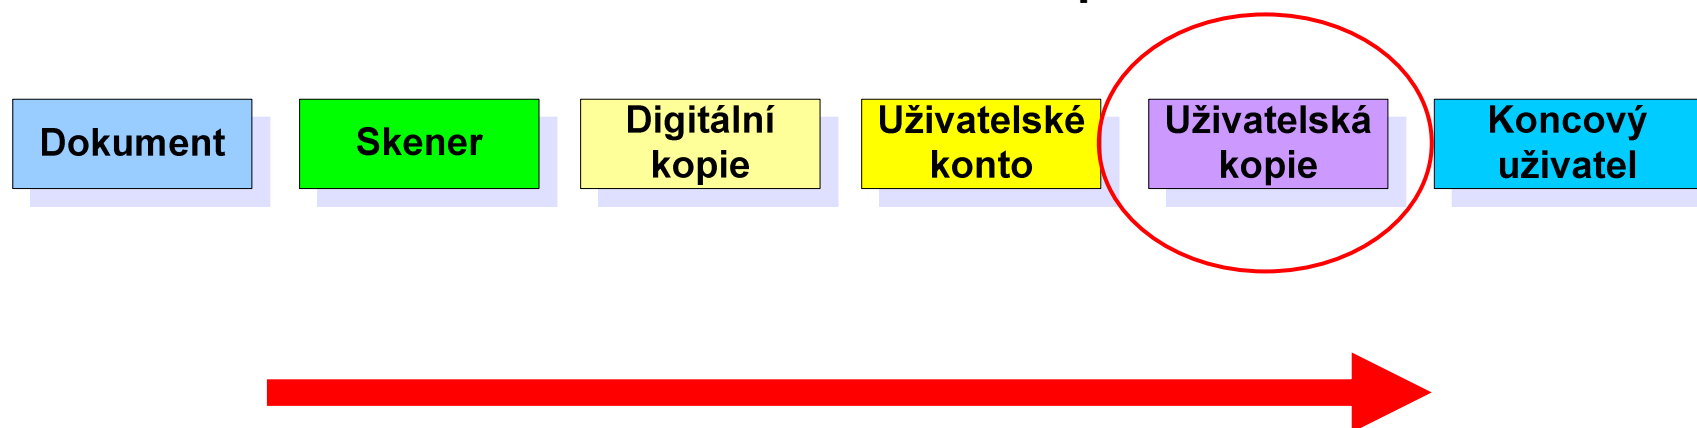 Dokument
Skener
Digitální
kopie
Uživatelské
konto
Uživatelská
kopie
Koncový
uživatel